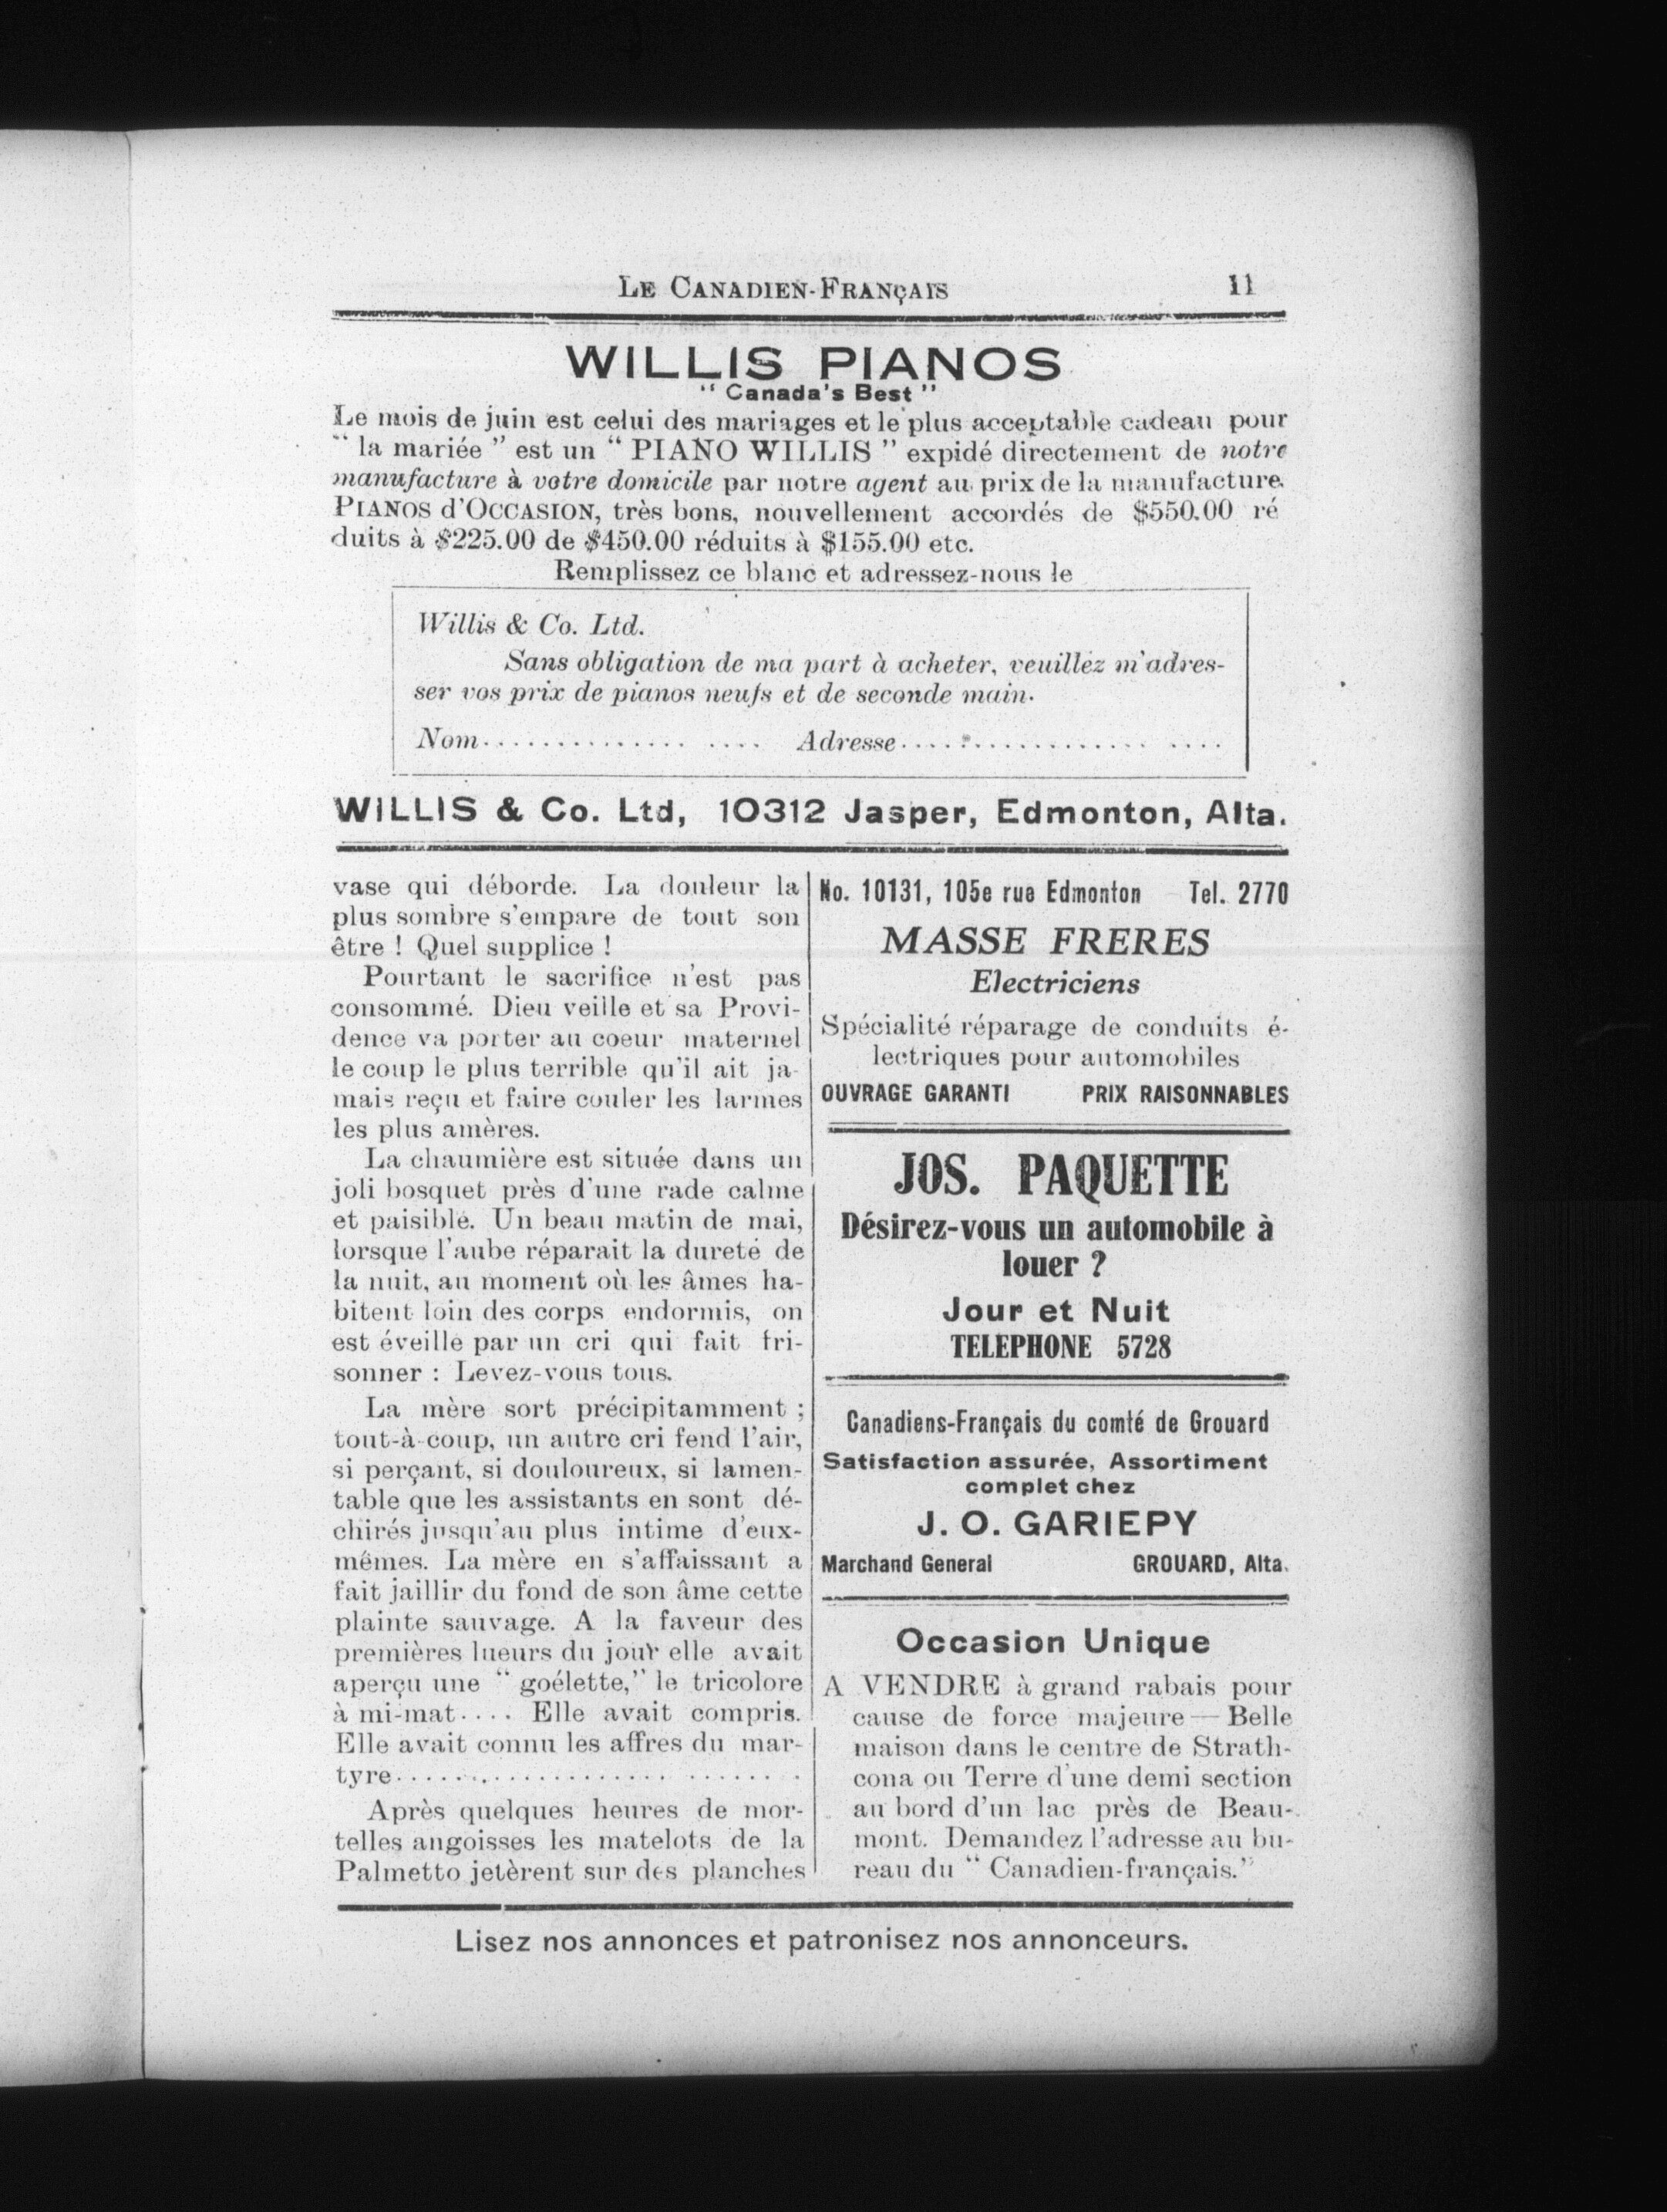 LE CANADIEN-FRANÇAIS 11
WILLIS PIANOS
" Canada's Best "
Le mois de juin est celui des mariages et le plus acceptable cadeau pour
" la mariée " est un " PIANO WILLIS " expidé directement de notre
manufacture à votre domicile par notre agent au prix de la manufacture.
PIANOS d'OCCASION, très bons, nouvellement accordés de $550.00 ré
duits à $225.00 de $450.00 réduits à $155.00 etc.
Remplissez ce blanc et adressez-nous le
Willis & Co. Ltd.
Sans obligation de ma part à acheter, veuillez m'adres-
ser vos prix de pianos neufs et de seconde main.
Nom.............. .... Adresse................. ....
WILLIS & Co. Ltd, 10312 Jasper, Edmonton, Alta.
vase qui déborde. La douleur la
plus sombre s'empare de tout son
être ! Quel supplice !
Pourtant le sacrifice n'est pas
consommé. Dieu veille et sa Provi-
dence va porter au coeur maternel
le coup le plus terrible qu'il ait ja-
mais reçu et faire couler les larmes
les plus amères.
La chaumière est située dans un
joli bosquet près d'une rade calme
et paisible. Un beau matin de mai,
lorsque l'aube réparait la dureté de
la nuit, au moment où les âmes ha-
bitent loin des corps endormis, on
est éveillé par un cri qui fait fri-
sonner : Levez-vous tous.
La mère sort précipitamment ;
tout-à-coup, un autre cri fend l'air,
si perçant, si douloureux, si lamen-
table que les assistants en sont dé-
chirés jusqu'au plus intime d'eux-
mêmes. La mère en s'affaissant a
fait jaillir du fond de son âme cette
plainte sauvage. A la faveur des
premières lueurs du jour elle avait
aperçu une " goélette," le tricolore
à mi-mat.... Elle avait compris.
Elle avait connu les affres du mar-
tyre...........................
Après quelques heures de mor-
telles angoisses les matelots de la
Palmetto jetèrent sur des planches
No. 10131, 105e rue Edmonton Tel. 2770
MASSE FRERES
Electriciens
Spécialité réparage de conduits é-
lectriques pour automobiles
OUVRAGE GARANTI PRIX RAISONNABLES
JOS. PAQUETTE
Désirez-vous un automobile à
louer ?
Jour et Nuit
TELEPHONE 5728
Canadiens-Français du comté de Grouard
Satisfaction assurée, Assortiment
complet chez
J. O. GARIEPY
Marchand General GROUARD, Alta.
Occasion Unique
A VENDRE à grand rabais pour
cause de force majeure — Belle
maison dans le centre de Strath-
cona ou Terre d'une demi section
au bord d'un lac près de Beau-
mont. Demandez l'adresse au bu-
reau du " Canadien-français."
Lisez nos annonces et patronisez nos annonceurs.